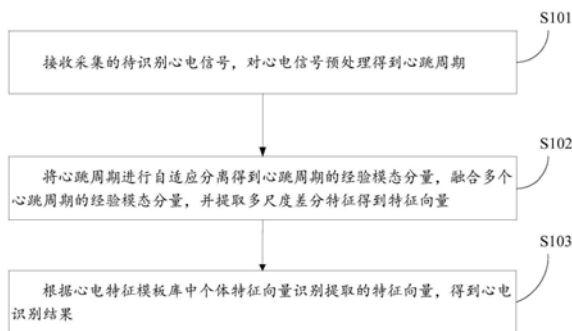 S101
接收采集的待识别心电信号，对心电信号预处理得到心跳周期
S102
将心跳周期进行自适应分离得到心跳周期的经验模态分量，融合多个
心跳周期的经验模态分量，并提取多尺度差分特征得到特征向量
S103
根据心电特征模板库中个体特征向量识别提取的特征向量，得到心电
识别结果